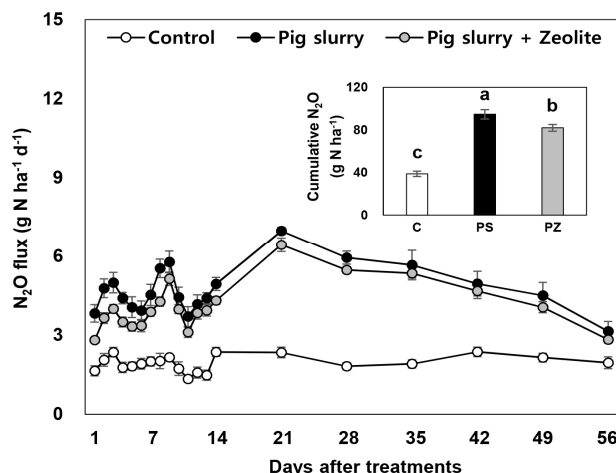 15
Control Pig slurry Pig slurry + Zeolite
12
9
6
3
0
N₂O flux (g N ha⁻¹ d⁻¹)
120
80
40
0
Cumulative N₂O
(g N ha⁻¹)
c
a
b
C PS PZ
1 7 14 21 28 35 42 49 56
Days after treatments